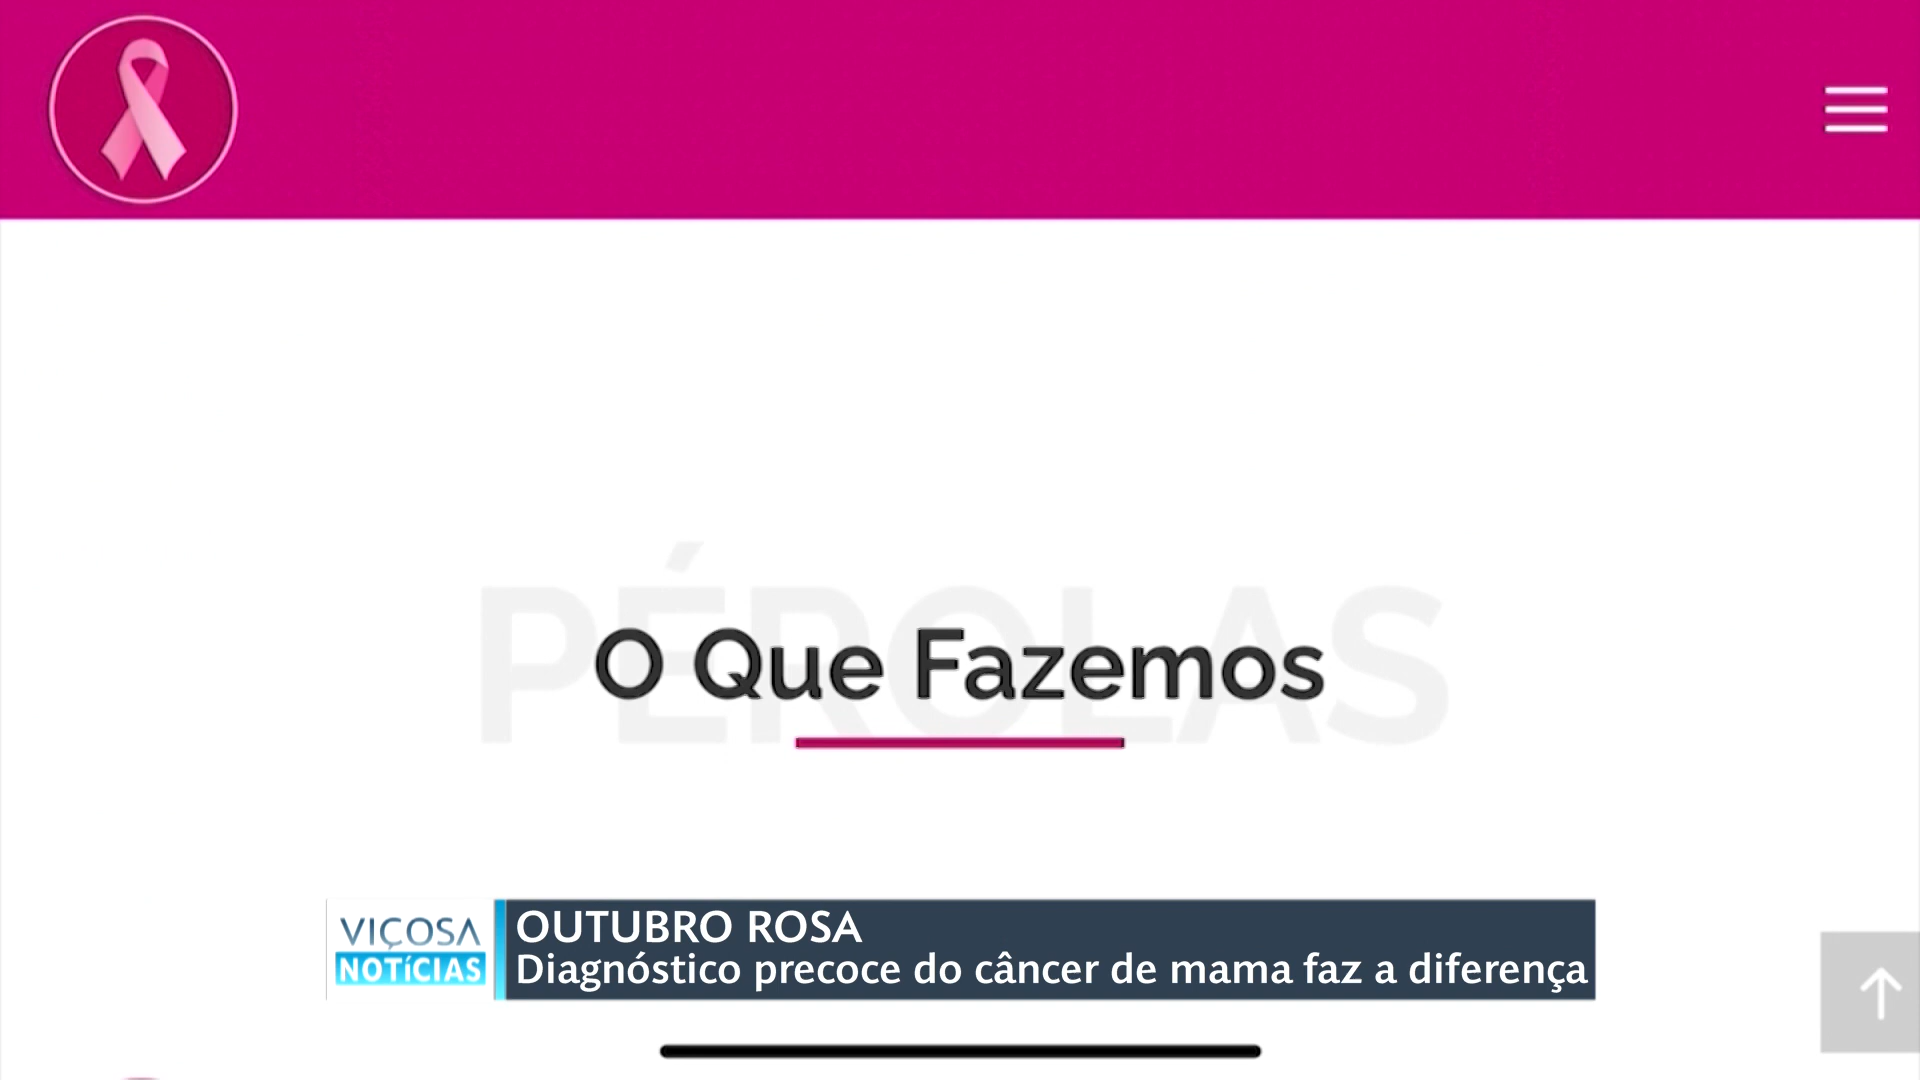 PÉROLAS
O Que Fazemos
VIÇOSA
NOTíCIAS
OUTUBRO ROSA
Diagnóstico precoce do câncer de mama faz a diferença